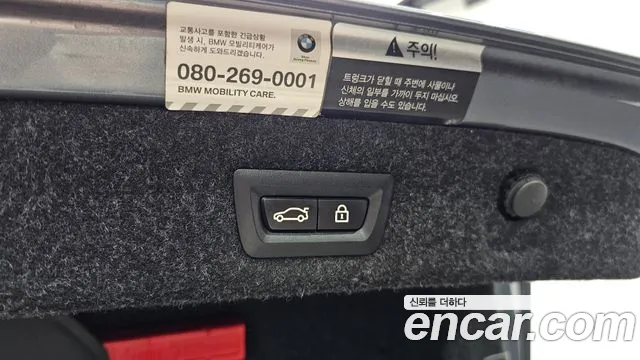 교통사고를 포함한 긴급상황
발생 시, BMW 모빌리티케어가
신속하게 도와드리겠습니다.
080-269-0001
BMW MOBILITY CARE.
주의!
트렁크가 닫힐 때 주변에 사물이나
신체의 일부를 가까이 두지 마십시오.
상해를 입을 수도 있습니다.
신뢰를 더하다
encar.com